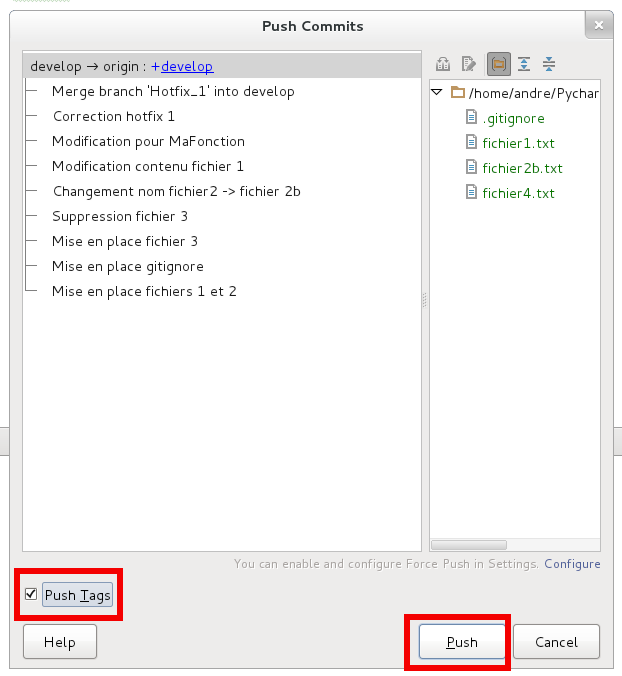 Push Commits
develop → origin : +develop
Merge branch 'Hotfix_1' into develop
Correction hotfix 1
Modification pour MaFonction
Modification contenu fichier 1
Changement nom fichier2 -> fichier 2b
Suppression fichier 3
Mise en place fichier 3
Mise en place gitignore
Mise en place fichiers 1 et 2
/home/andre/Pychar
.gitignore
fichier1.txt
fichier2b.txt
fichier4.txt
You can enable and configure Force Push in Settings. Configure
Push Tags
Help
Push
Cancel